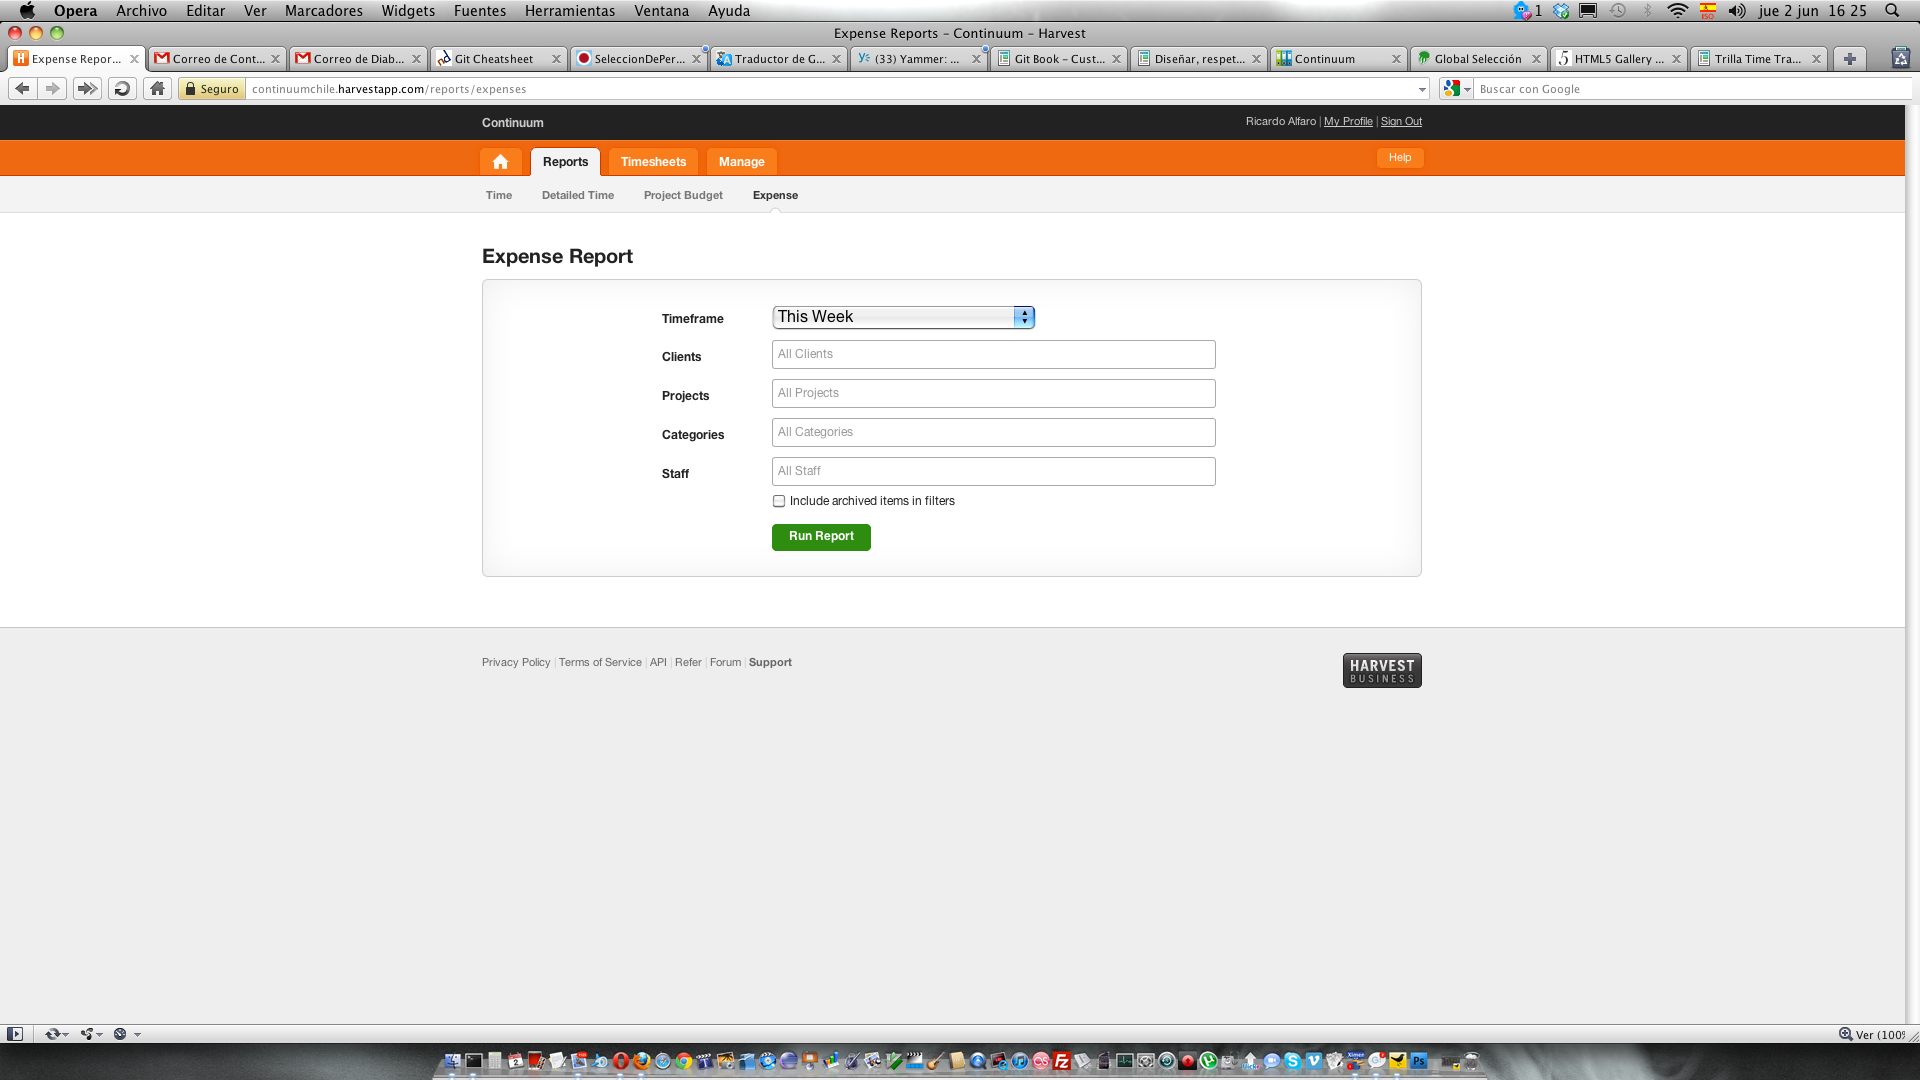 Opera Archivo Editar Ver Marcadores Widgets Fuentes Herramientas Ventana Ayuda 1 ISO jue 2 jun 16 25
Expense Reports – Continuum – Harvest
Expense Repor... Correo de Cont... Correo de Diab... Git Cheatsheet SeleccionDePer... Traductor de G... (33) Yammer: ... Git Book – Cust... Diseñar, respet... Continuum Global Selección HTML5 Gallery ... Trilla Time Tra...
Seguro continuumchile.harvestapp.com/reports/expenses Buscar con Google
Continuum Ricardo Alfaro | My Profile | Sign Out
Reports Timesheets Manage Help
Time Detailed Time Project Budget Expense
Expense Report
Timeframe This Week
Clients All Clients
Projects All Projects
Categories All Categories
Staff All Staff
Include archived items in filters
Run Report
Privacy Policy | Terms of Service | API | Refer | Forum | Support
HARVEST
BUSINESS
Ver (100%